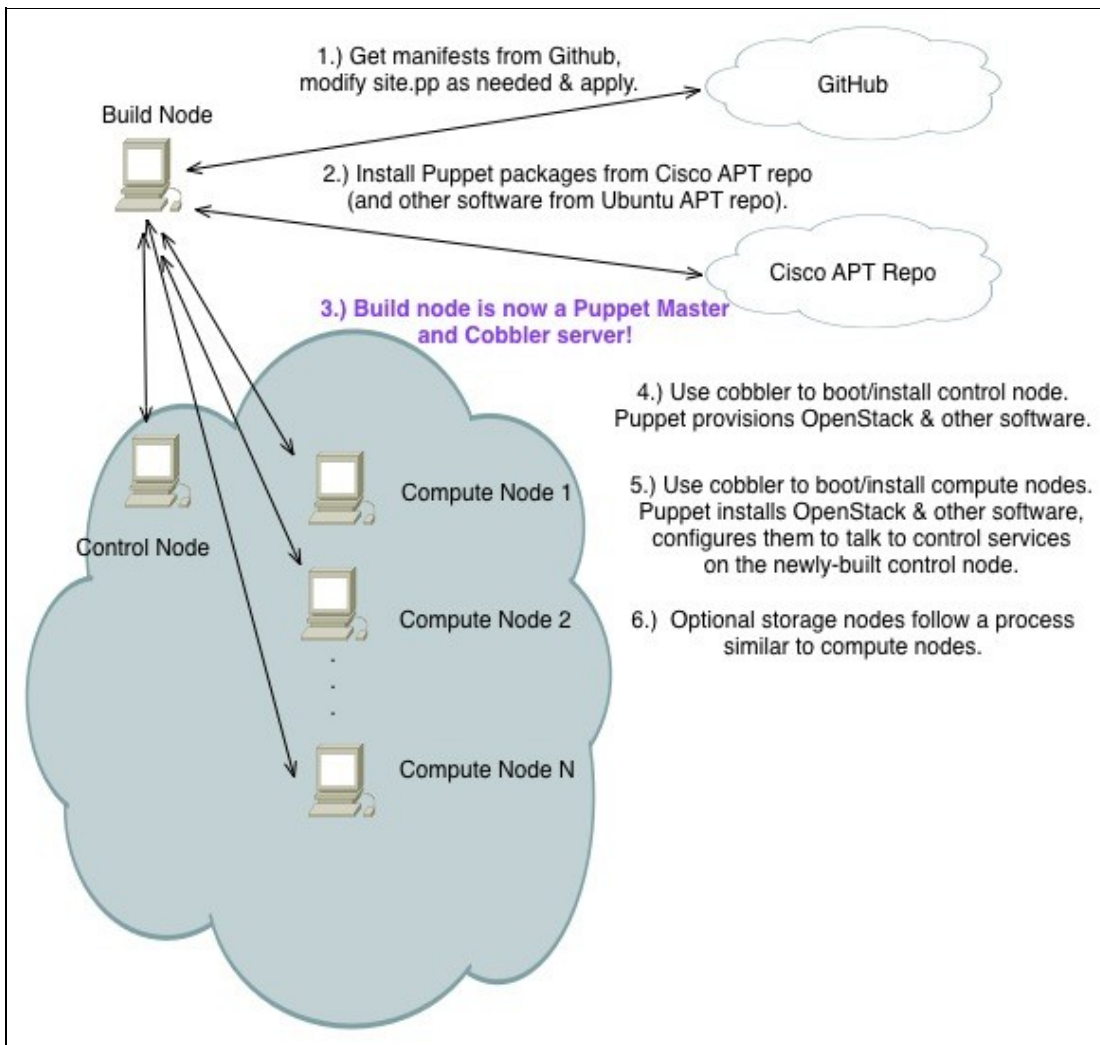 1.) Get manifests from Github,
modify site.pp as needed & apply.
GitHub
Build Node
2.) Install Puppet packages from Cisco APT repo
(and other software from Ubuntu APT repo).
Cisco APT Repo
3.) Build node is now a Puppet Master
and Cobbler server!
4.) Use cobbler to boot/install control node.
Puppet provisions OpenStack & other software.
Control Node
Compute Node 1
5.) Use cobbler to boot/install compute nodes.
Puppet installs OpenStack & other software,
configures them to talk to control services
on the newly-built control node.
Compute Node 2
6.) Optional storage nodes follow a process
similar to compute nodes.
Compute Node N